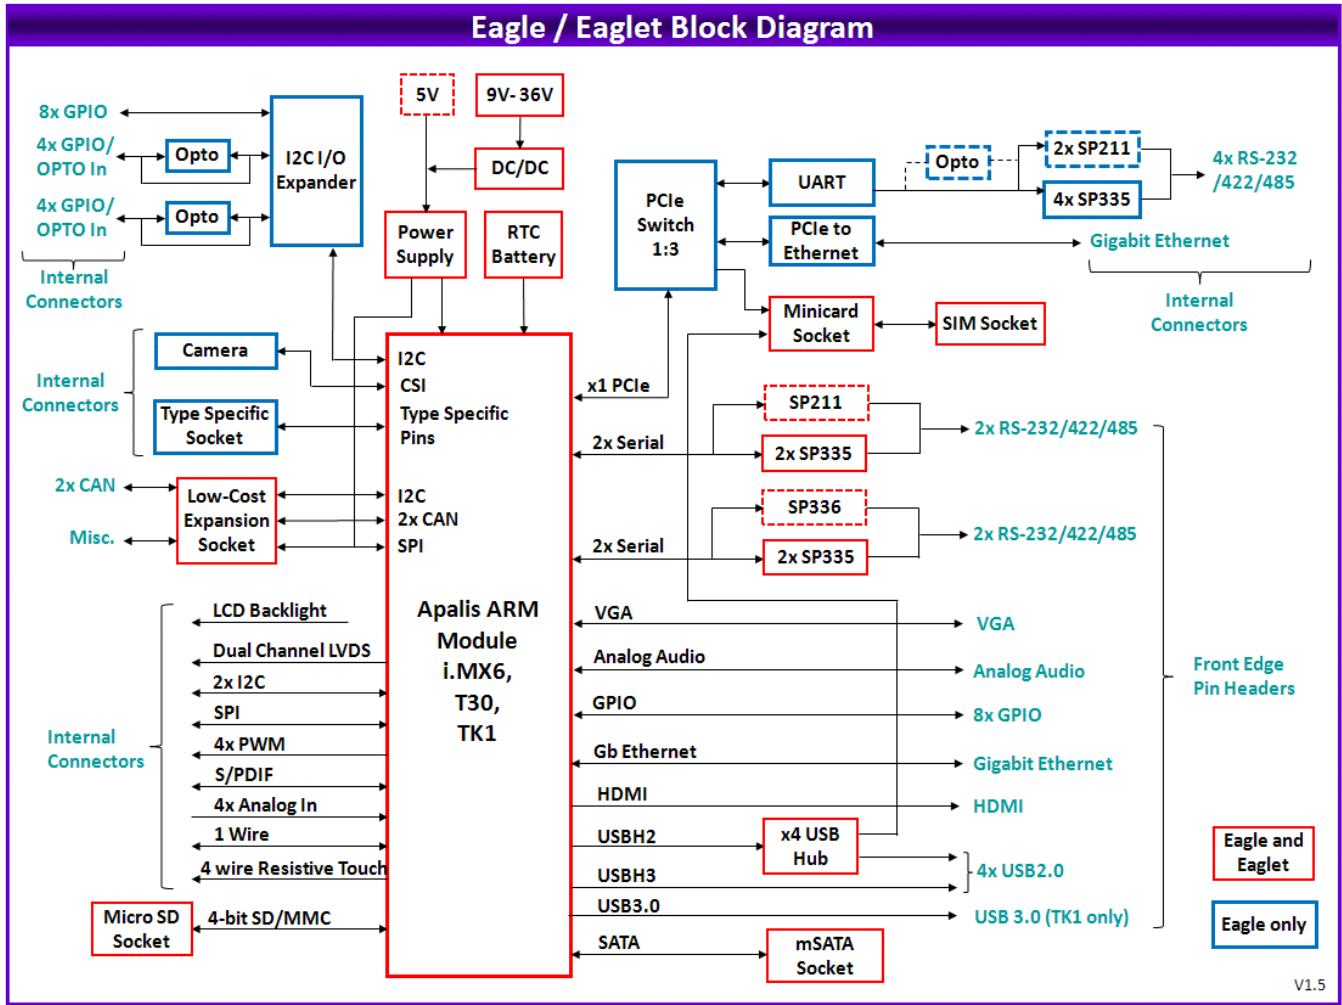 Eagle / Eaglet Block Diagram
8x GPIO
4x GPIO/
OPTO In
Opto
4x GPIO/
OPTO In
Opto
I2C I/O
Expander
Internal
Connectors
5V
9V- 36V
DC/DC
Power
Supply
RTC
Battery
PCIe
Switch
1:3
UART
Opto
2x SP211
4x SP335
4x RS-232
/422/485
PCIe to
Ethernet
Gigabit Ethernet
Internal
Connectors
Minicard
Socket
SIM Socket
Internal
Connectors
Camera
Type Specific
Socket
I2C
CSI
Type Specific
Pins
x1 PCIe
2x Serial
SP211
2x SP335
2x RS-232/422/485
2x CAN
Misc.
Low-Cost
Expansion
Socket
I2C
2x CAN
SPI
2x Serial
SP336
2x SP335
2x RS-232/422/485
Apalis ARM
Module
i.MX6,
T30,
TK1
Internal
Connectors
LCD Backlight
Dual Channel LVDS
2x I2C
SPI
4x PWM
S/PDIF
4x Analog In
1 Wire
4 wire Resistive Touch
Micro SD
Socket
4-bit SD/MMC
VGA
VGA
Analog Audio
Analog Audio
GPIO
8x GPIO
Gb Ethernet
Gigabit Ethernet
HDMI
HDMI
USBH2
x4 USB
Hub
USBH3
4x USB2.0
USB3.0
USB 3.0 (TK1 only)
SATA
mSATA
Socket
Front Edge
Pin Headers
Eagle and
Eaglet
Eagle only
V1.5